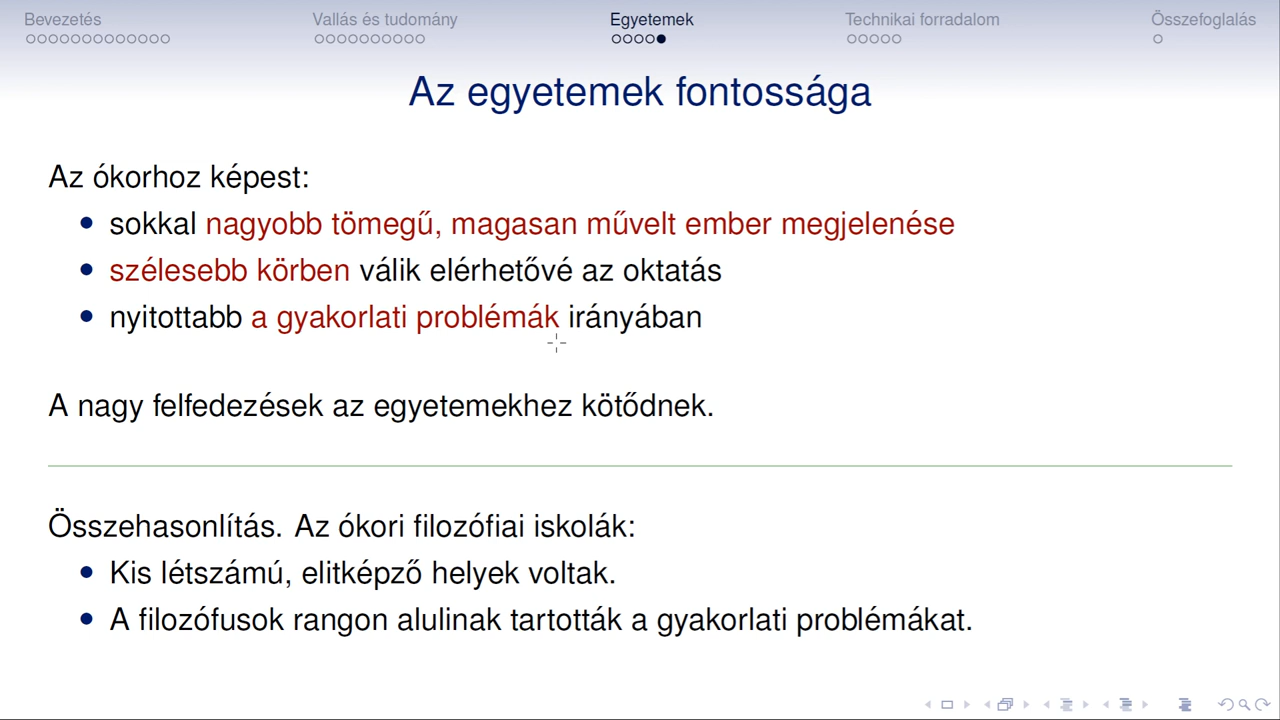 Bevezetés
Vallás és tudomány
Egyetemek
Technikai forradalom
Összefoglalás
Az egyetemek fontossága
Az ókorhoz képest:
sokkal nagyobb tömegű, magasan művelt ember megjelenése
szélesebb körben válik elérhetővé az oktatás
nyitottabb a gyakorlati problémák irányában
A nagy felfedezések az egyetemekhez kötődnek.
Összehasonlítás. Az ókori filozófiai iskolák:
Kis létszámú, elitképző helyek voltak.
A filozófusok rangon alulinak tartották a gyakorlati problémákat.